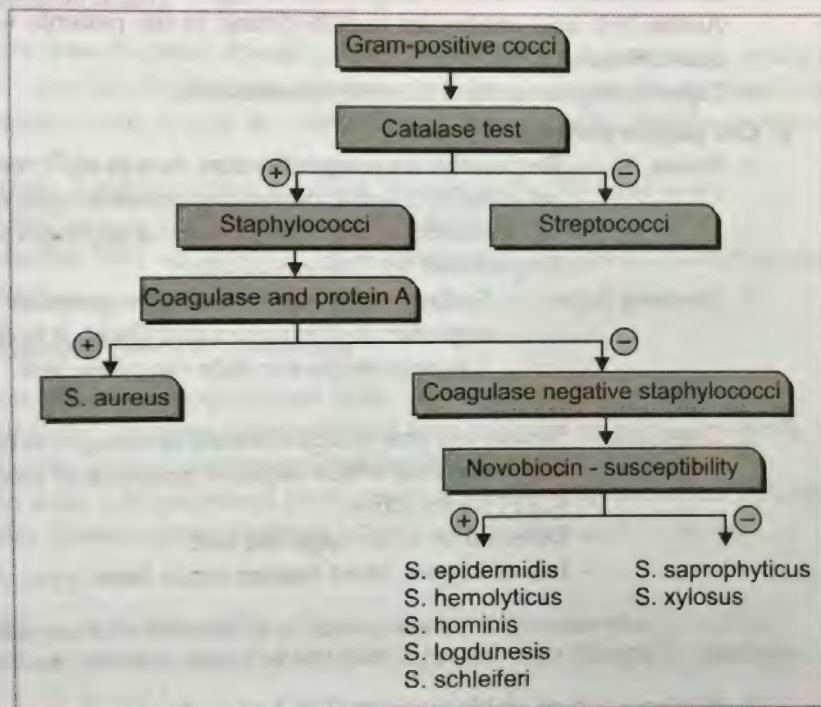 Gram-positive cocci
Catalase test
+
−
Staphylococci
Streptococci
Coagulase and protein A
+
−
S. aureus
Coagulase negative staphylococci
Novobiocin - susceptibility
+
−
S. epidermidis
S. saprophyticus
S. hemolyticus
S. xylosus
S. hominis
S. logdunesis
S. schleiferi